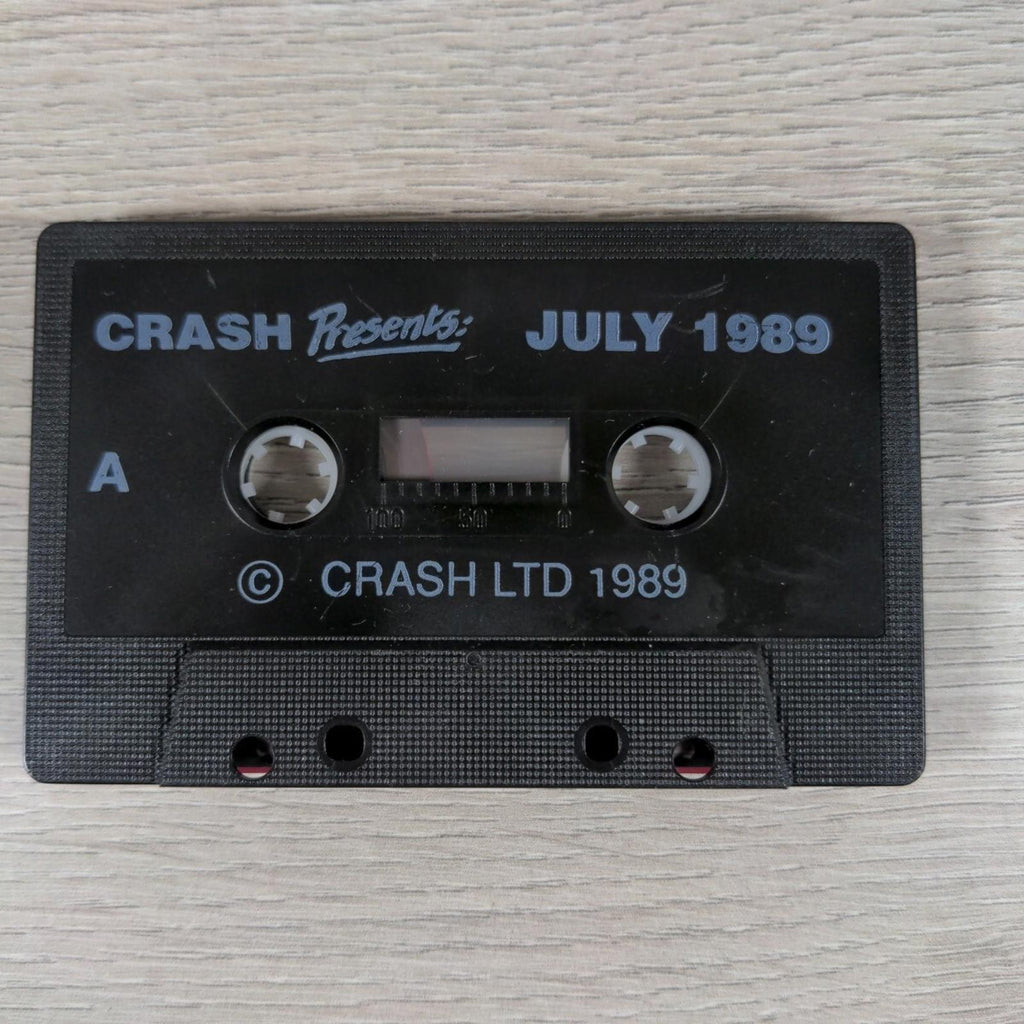 CRASH Presents: JULY 1989
A
100 50 0
© CRASH LTD 1989